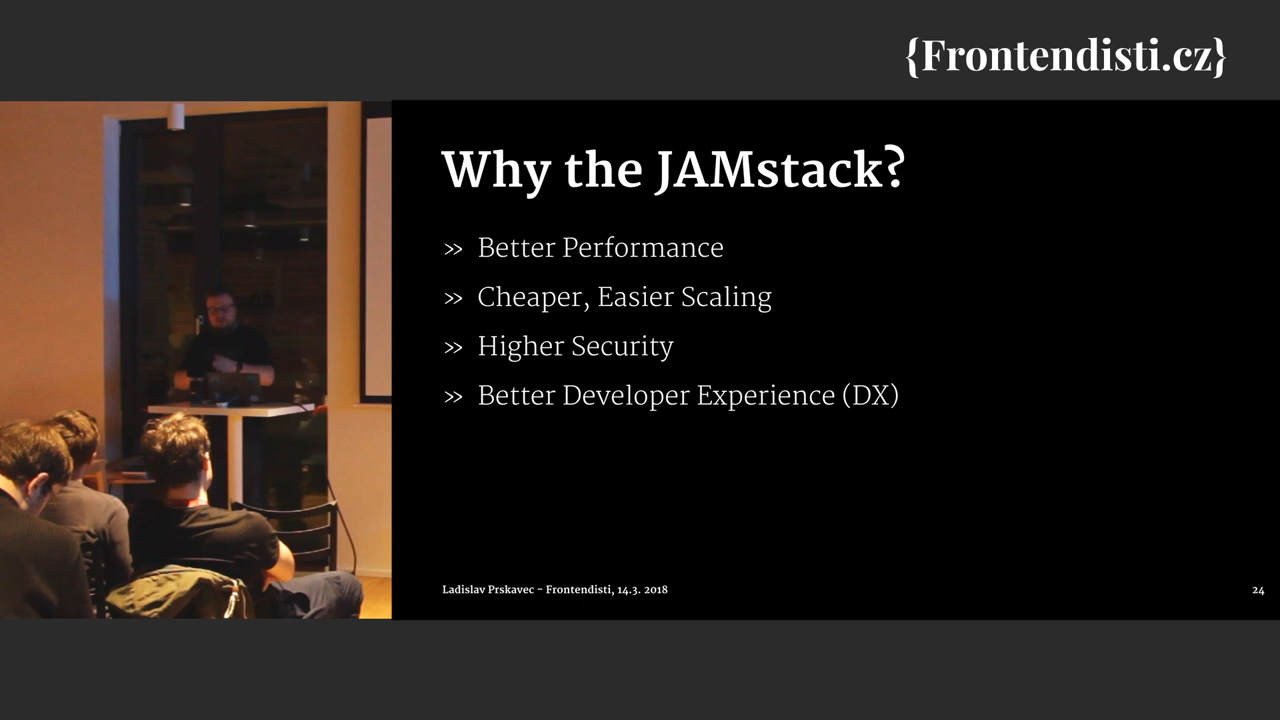 {Frontendisti.cz}
Why the JAMstack?
» Better Performance
» Cheaper, Easier Scaling
» Higher Security
» Better Developer Experience (DX)
Ladislav Prskavec - Frontendisti, 14.3. 2018
24